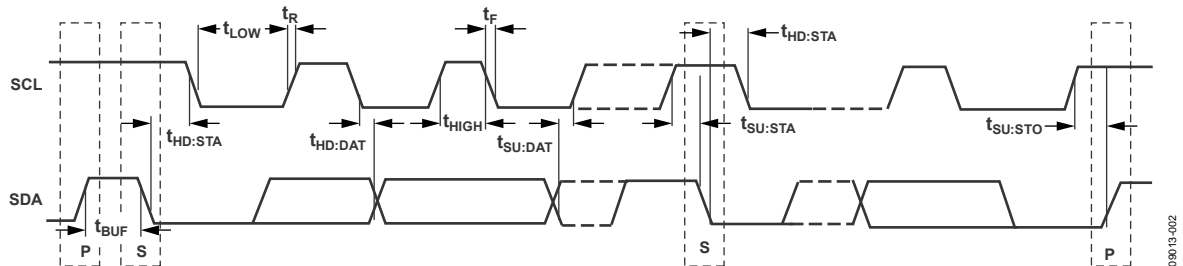 tLOW
tR
tF
tHD:STA
SCL
tHD:STA
tHD:DAT
tHIGH
tSU:DAT
tSU:STA
tSU:STO
SDA
tBUF
P
S
S
P
09013-002